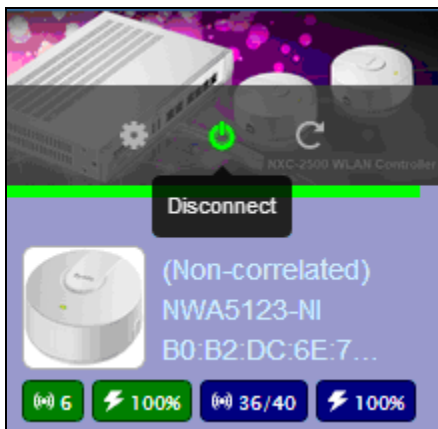 NXC-2500 WLAN Controller
Disconnect
(Non-correlated)
NWA5123-NI
B0:B2:DC:6E:7...
6 100% 36/40 100%